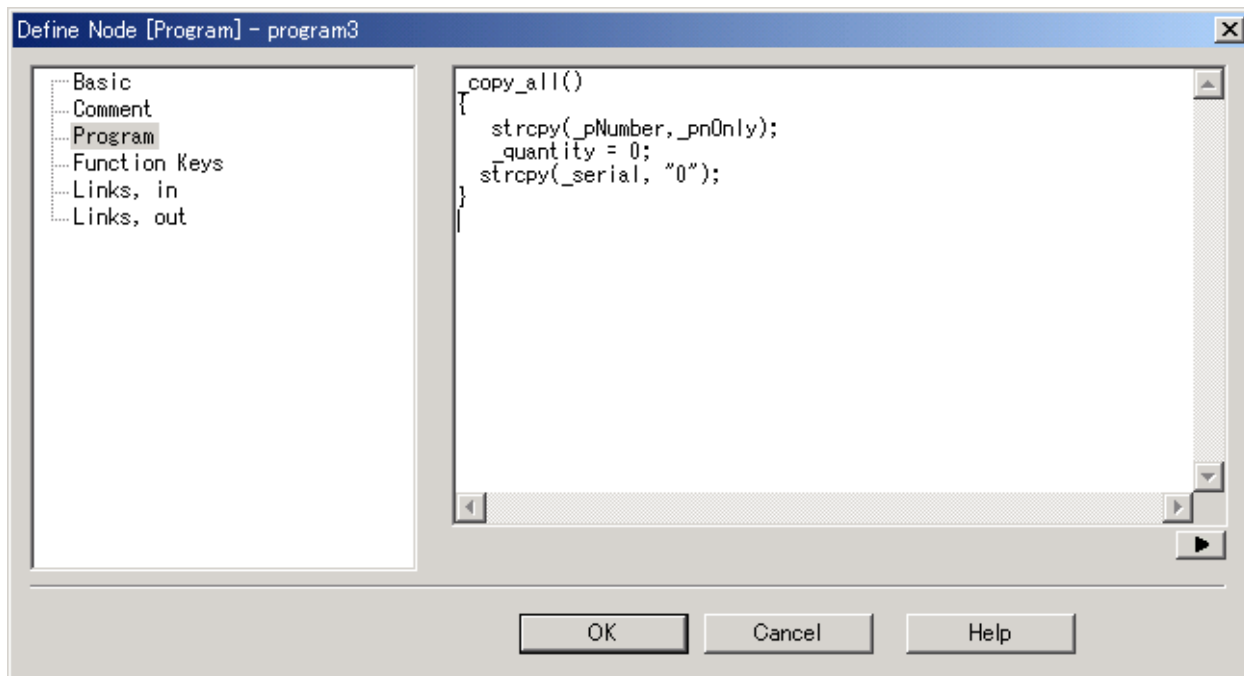 Define Node [Program] - program3
Basic
Comment
Program
Function Keys
Links, in
Links, out
_copy_all()
{
   strcpy(_pNumber,_pnOnly);
   _quantity = 0;
  strcpy(_serial, "0");
}
OK
Cancel
Help